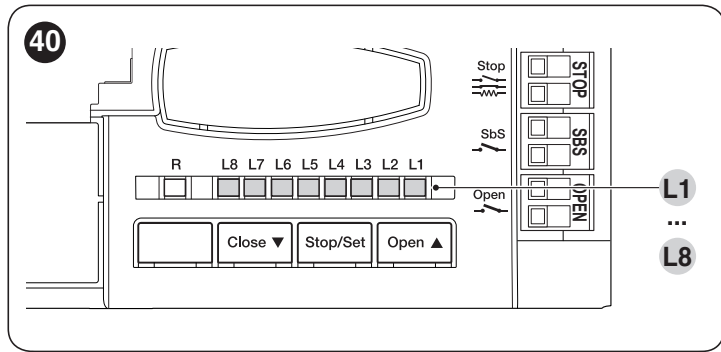 40
Stop
STOP
SbS
SBS
Open
OPEN
R L8 L7 L6 L5 L4 L3 L2 L1
Close ▼ Stop/Set Open ▲
L1
...
L8